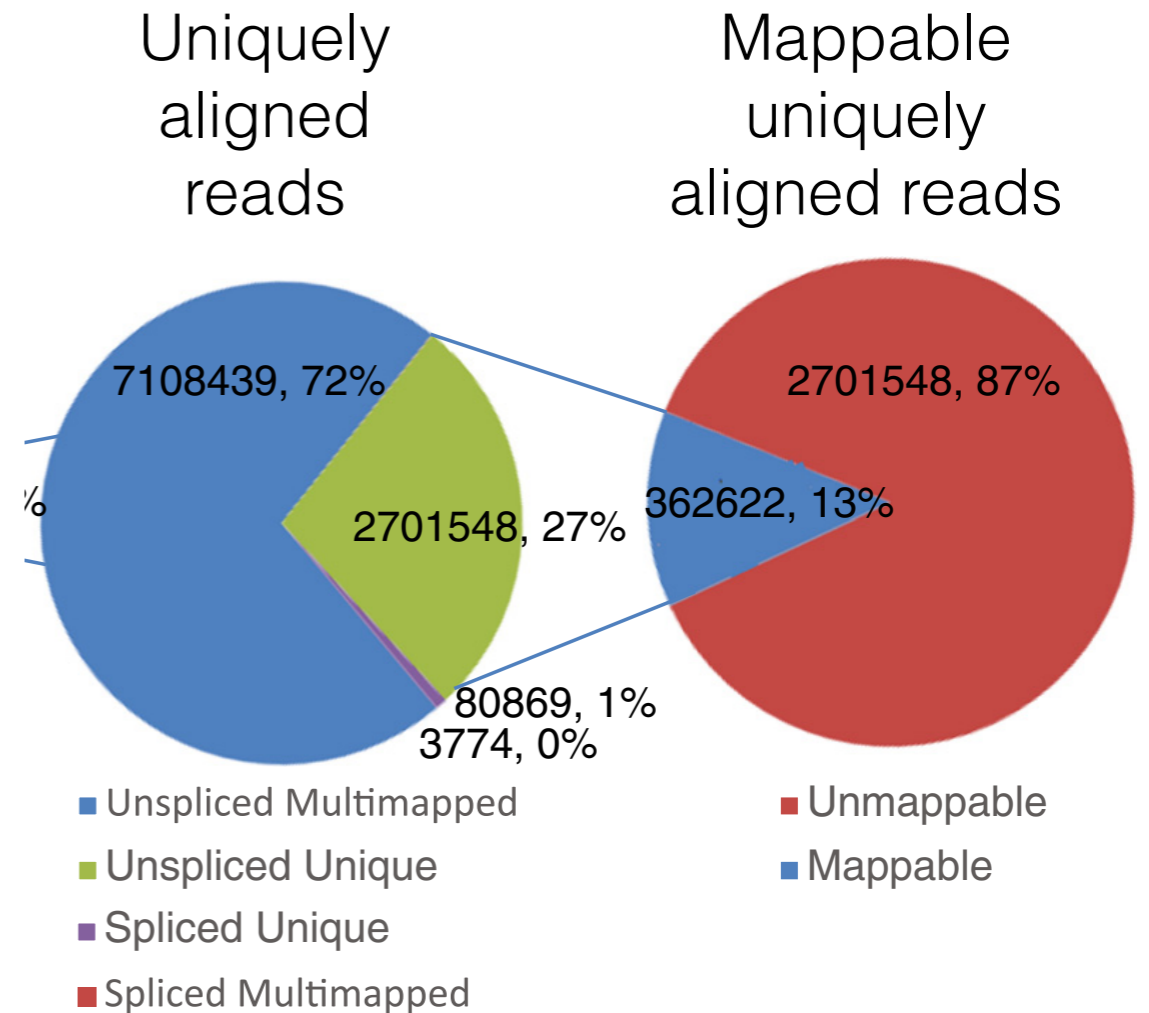 Uniquely
aligned
reads
Mappable
uniquely
aligned reads
7108439, 72%
2701548, 27%
80869, 1%
3774, 0%
%
2701548, 87%
362622, 13%
Unspliced Multimapped
Unspliced Unique
Spliced Unique
Spliced Multimapped
Unmappable
Mappable